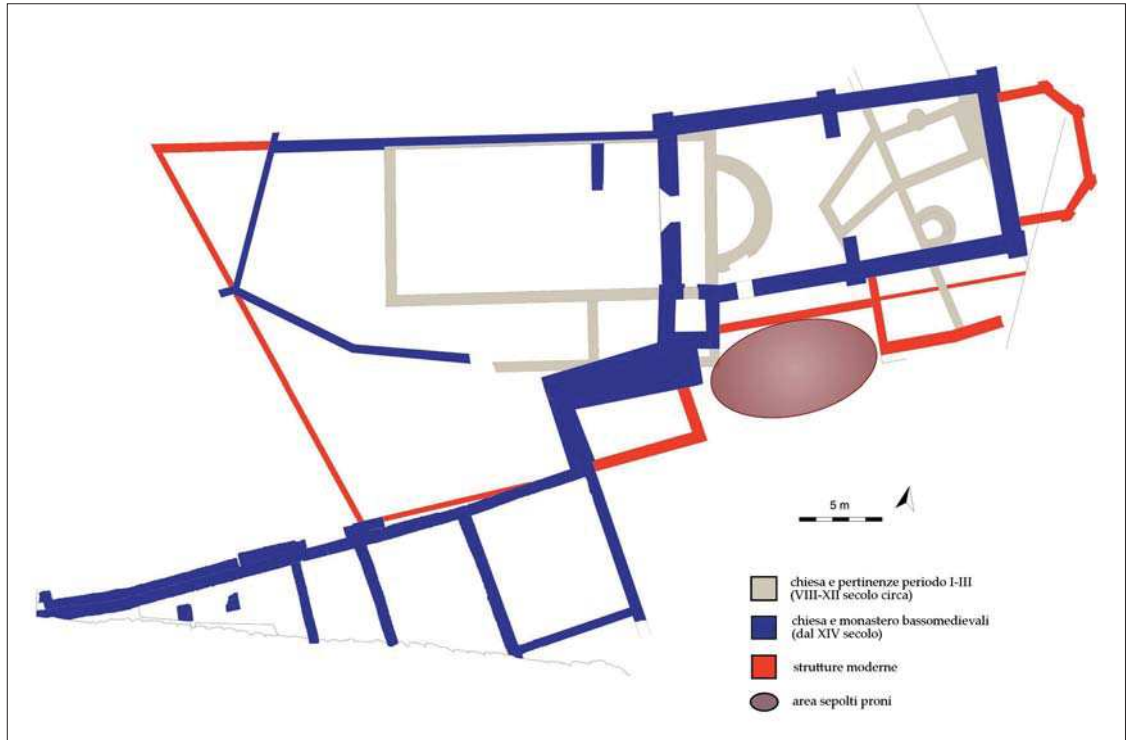 5 m
chiesa e pertinenze periodo I-III
(VIII-XII secolo circa)
chiesa e monastero bassomedievali
(dal XIV secolo)
strutture moderne
area sepolti proni